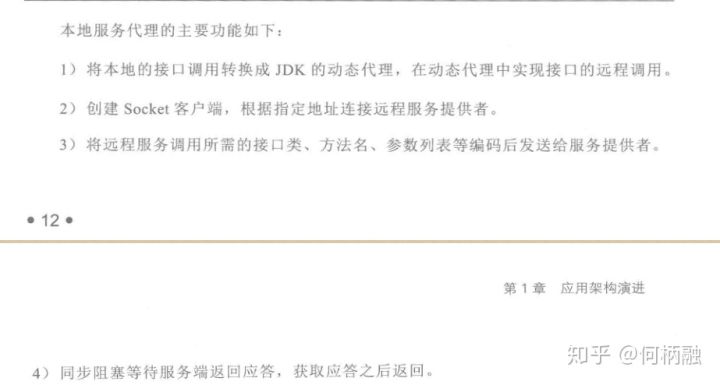 本地服务代理的主要功能如下：
1）将本地的接口调用转换成 JDK 的动态代理，在动态代理中实现接口的远程调用。
2）创建 Socket 客户端，根据指定地址连接远程服务提供者。
3）将远程服务调用所需的接口类、方法名、参数列表等编码后发送给服务提供者。
• 12 •
第 1 章 应用架构演进
4）同步阻塞等待服务端返回应答，获取应答之后返回。
知乎 @何柄融